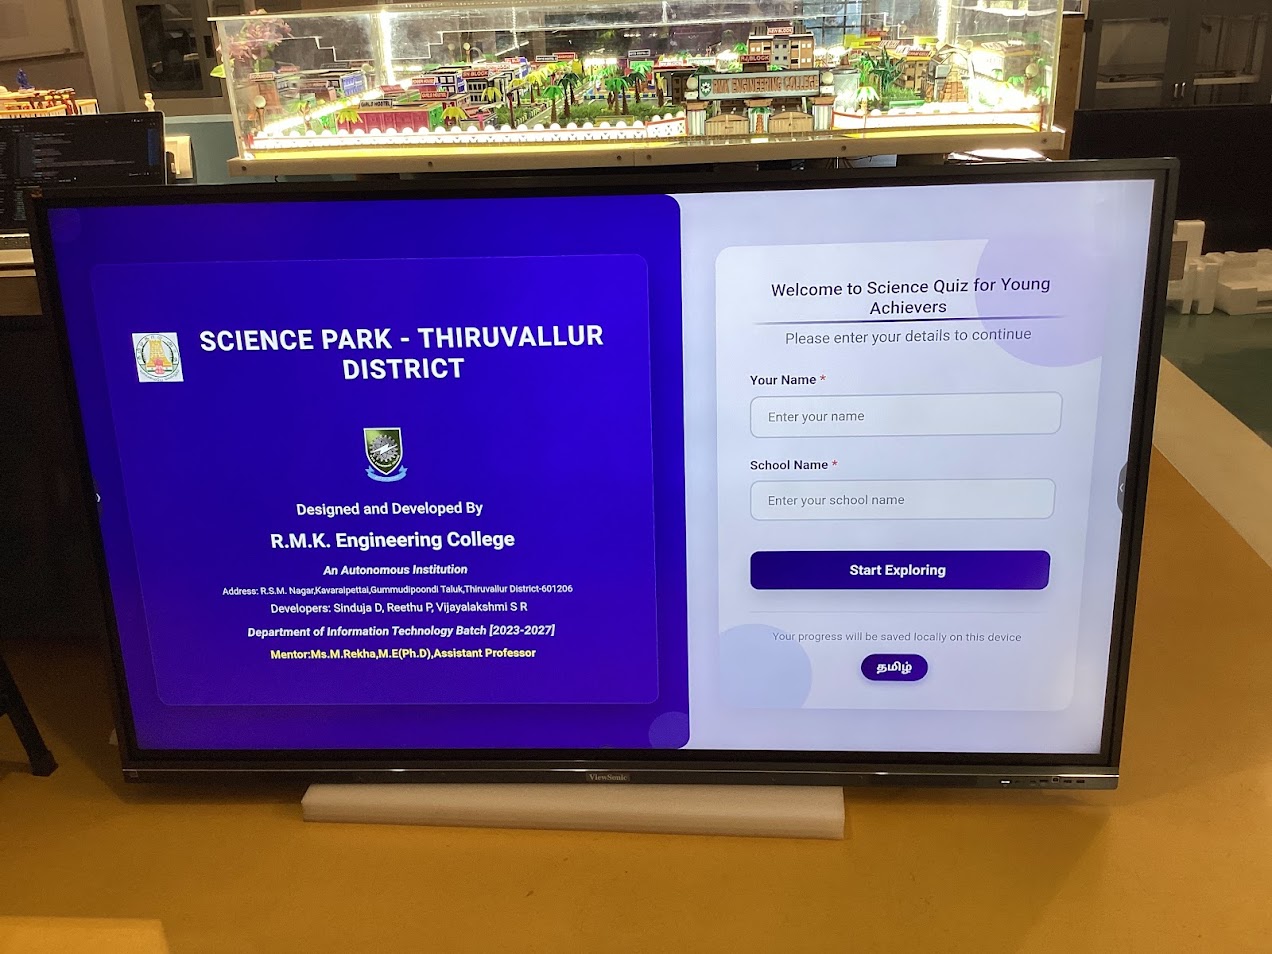 RMK ENGINEERING COLLEGE
SCIENCE PARK - THIRUVALLUR
DISTRICT
Designed and Developed By
R.M.K. Engineering College
An Autonomous Institution
Address: R.S.M. Nagar,Kavaraipettai,Gummudipoondi Taluk,Thiruvallur District-601206
Developers: Sinduja D, Reethu P, Vijayalakshmi S R
Department of Information Technology Batch [2023-2027]
Mentor:Ms.M.Rekha,M.E(Ph.D),Assistant Professor
Welcome to Science Quiz for Young
Achievers
Please enter your details to continue
Your Name *
Enter your name
School Name *
Enter your school name
Start Exploring
Your progress will be saved locally on this device
தமிழ்
ViewSonic